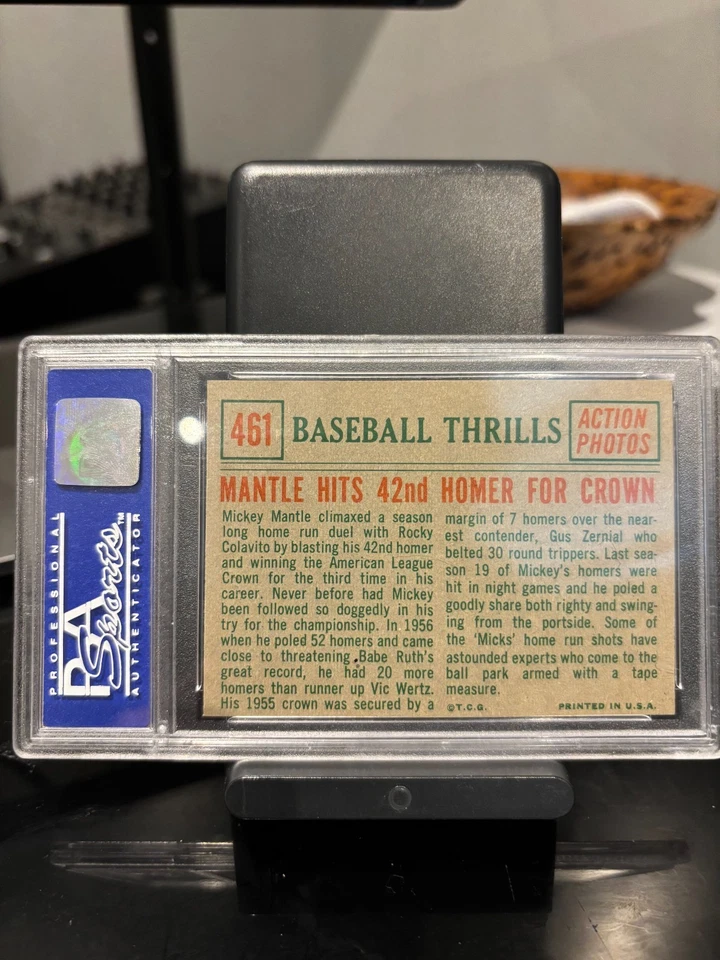 461
BASEBALL THRILLS
ACTION
PHOTOS
MANTLE HITS 42nd HOMER FOR CROWN
Mickey Mantle climaxed a season
long home run duel with Rocky
Colavito by blasting his 42nd homer
and winning the American League
Crown for the third time in his
career. Never before had Mickey
been followed so doggedly in his
try for the championship. In 1956
when he poled 52 homers and came
close to threatening Babe Ruth's
great record, he had 20 more
homers than runner up Vic Wertz.
His 1955 crown was secured by a
margin of 7 homers over the near-
est contender, Gus Zernial who
belted 30 round trippers. Last sea-
son 19 of Mickey's homers were
hit in night games and he poled a
goodly share both righty and swing-
ing from the portside. Some of
the 'Micks' home run shots have
astounded experts who come to the
ball park armed with a tape
measure.
©T.C.G.
PRINTED IN U.S.A.
PROFESSIONAL
PSA
Sports™
AUTHENTICATOR